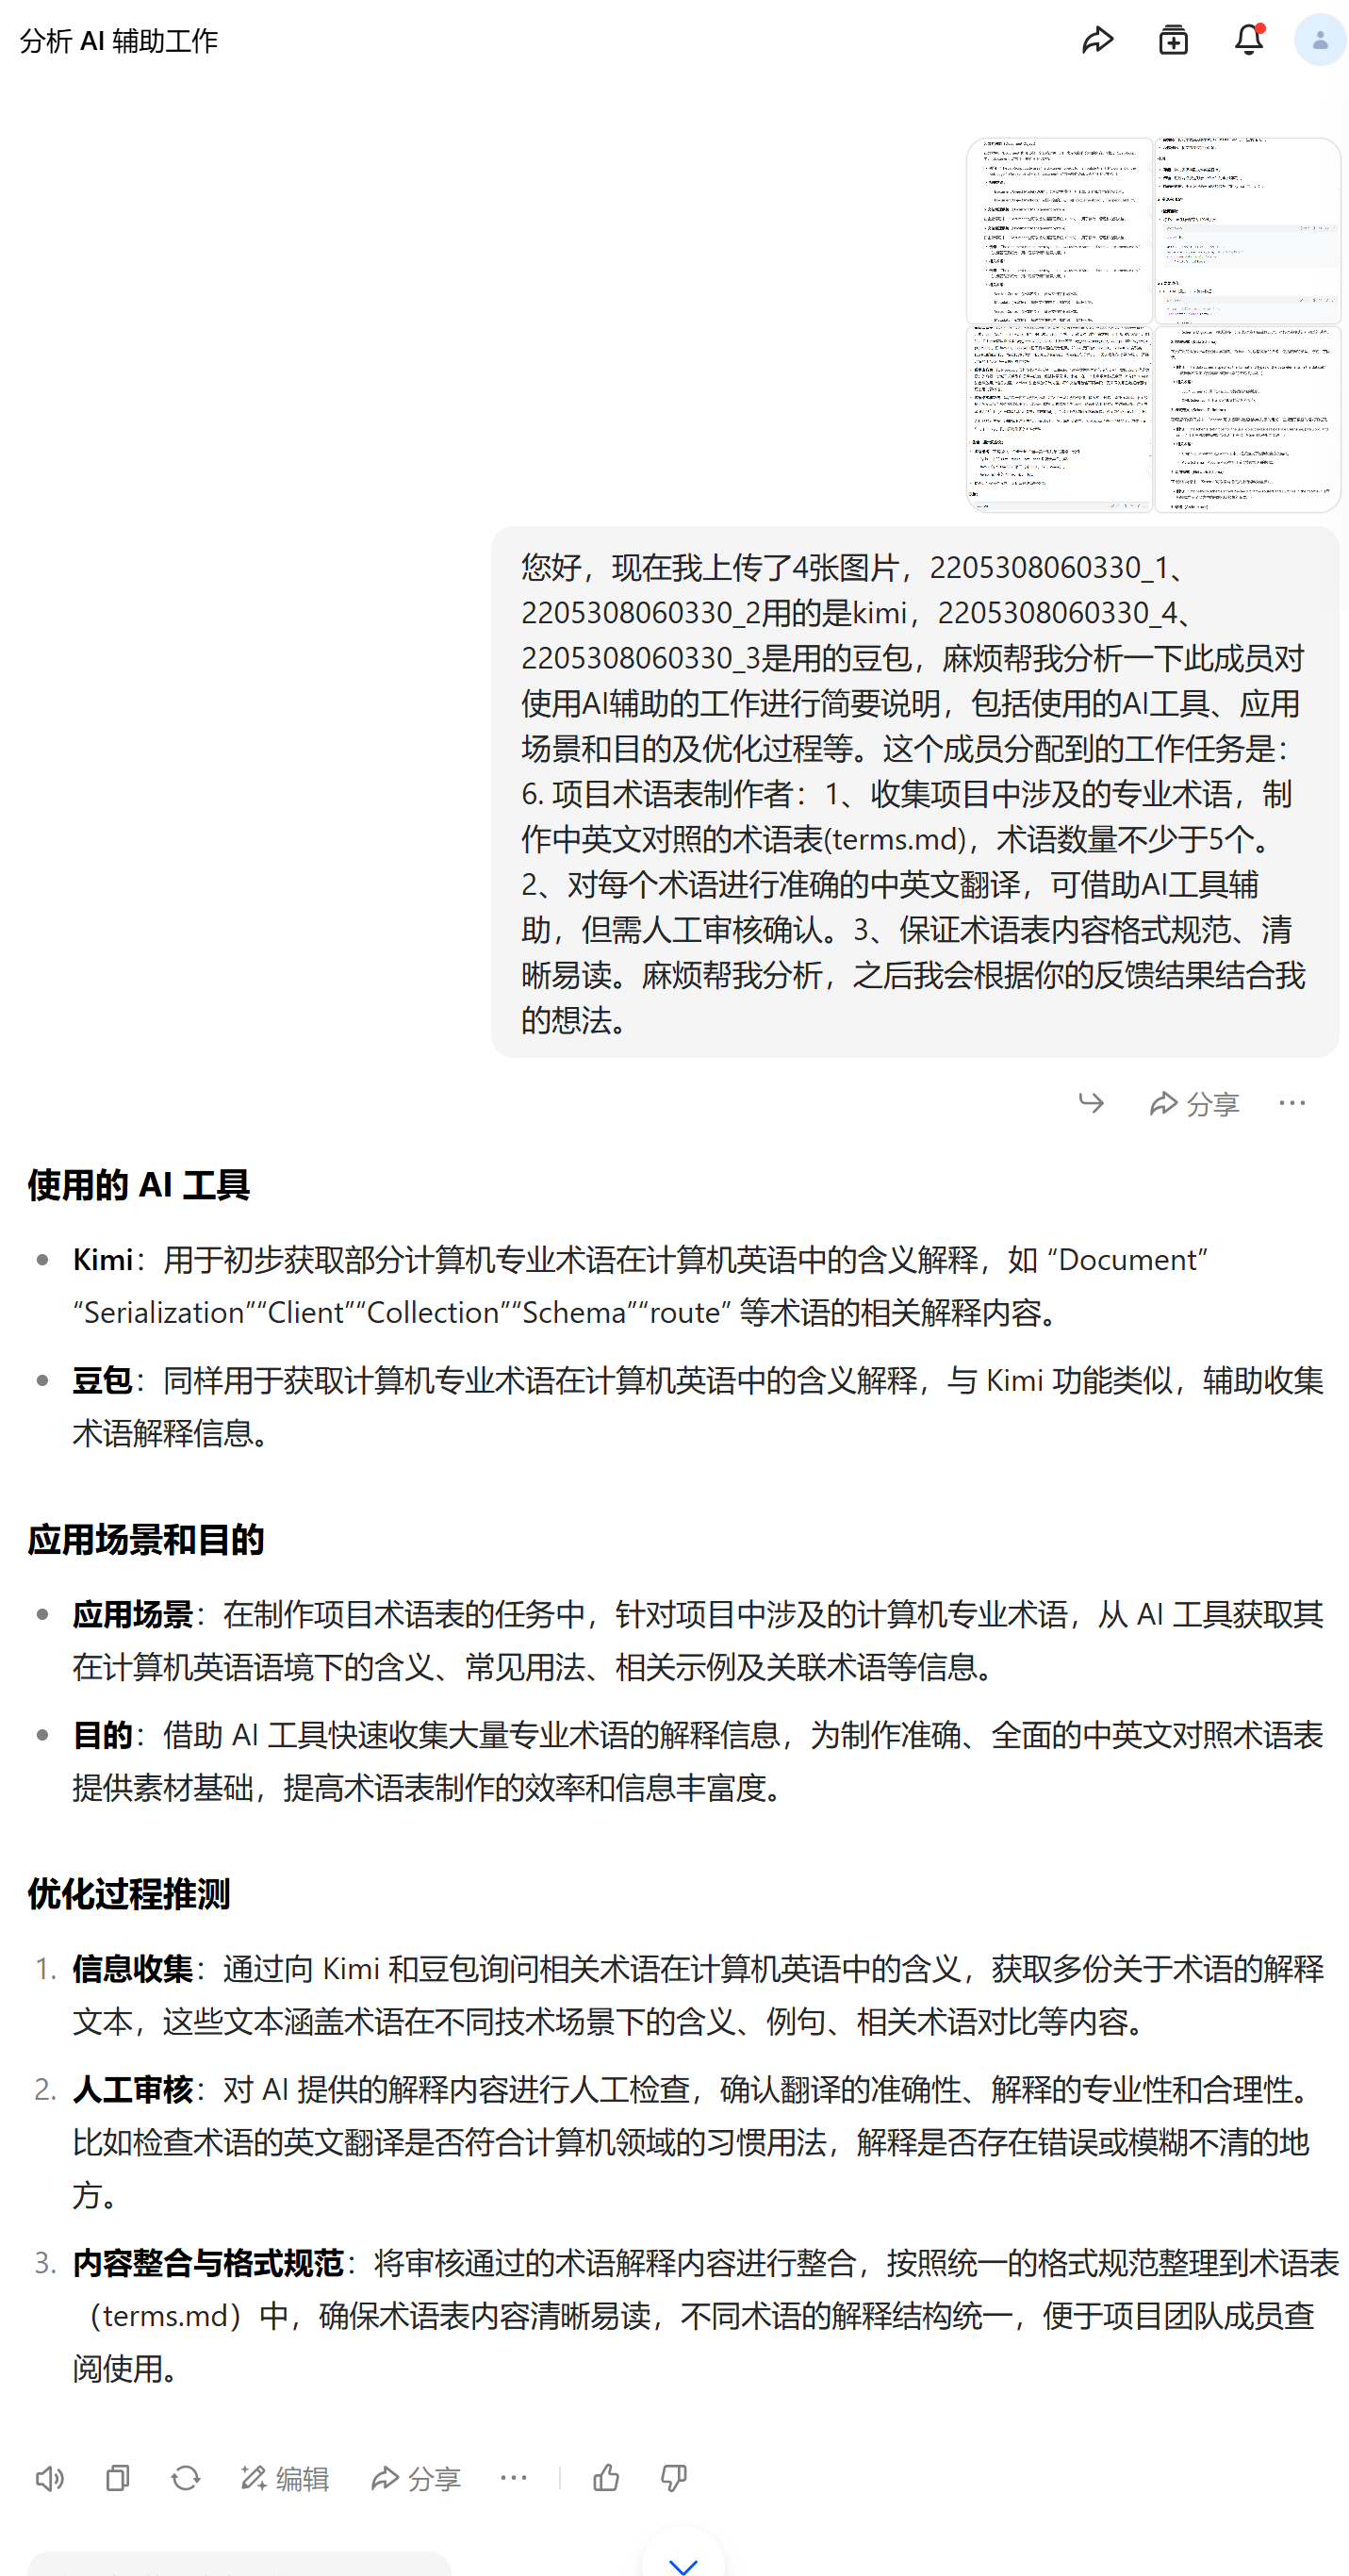 分析 AI 辅助工作
您好，现在我上传了4张图片，2205308060330_1、
2205308060330_2用的是kimi，2205308060330_4、
2205308060330_3是用的豆包，麻烦帮我分析一下此成员对
使用AI辅助的工作进行简要说明，包括使用的AI工具、应用
场景和目的及优化过程等。这个成员分配到的工作任务是：
6. 项目术语表制作者：1、收集项目中涉及的专业术语，制
作中英文对照的术语表(terms.md)，术语数量不少于5个。
2、对每个术语进行准确的中英文翻译，可借助AI工具辅
助，但需人工审核确认。3、保证术语表内容格式规范、清
晰易读。麻烦帮我分析，之后我会根据你的反馈结果结合我
的想法。
分享
使用的 AI 工具
Kimi：用于初步获取部分计算机专业术语在计算机英语中的含义解释，如 “Document”
“Serialization”“Client”“Collection”“Schema”“route” 等术语的相关解释内容。
豆包：同样用于获取计算机专业术语在计算机英语中的含义解释，与 Kimi 功能类似，辅助收集
术语解释信息。
应用场景和目的
应用场景：在制作项目术语表的任务中，针对项目中涉及的计算机专业术语，从 AI 工具获取其
在计算机英语语境下的含义、常见用法、相关示例及关联术语等信息。
目的：借助 AI 工具快速收集大量专业术语的解释信息，为制作准确、全面的中英文对照术语表
提供素材基础，提高术语表制作的效率和信息丰富度。
优化过程推测
1. 信息收集：通过向 Kimi 和豆包询问相关术语在计算机英语中的含义，获取多份关于术语的解释
文本，这些文本涵盖术语在不同技术场景下的含义、例句、相关术语对比等内容。
2. 人工审核：对 AI 提供的解释内容进行人工检查，确认翻译的准确性、解释的专业性和合理性。
比如检查术语的英文翻译是否符合计算机领域的习惯用法，解释是否存在错误或模糊不清的地
方。
3. 内容整合与格式规范：将审核通过的术语解释内容进行整合，按照统一的格式规范整理到术语表
（terms.md）中，确保术语表内容清晰易读，不同术语的解释结构统一，便于项目团队成员查
阅使用。
编辑
分享